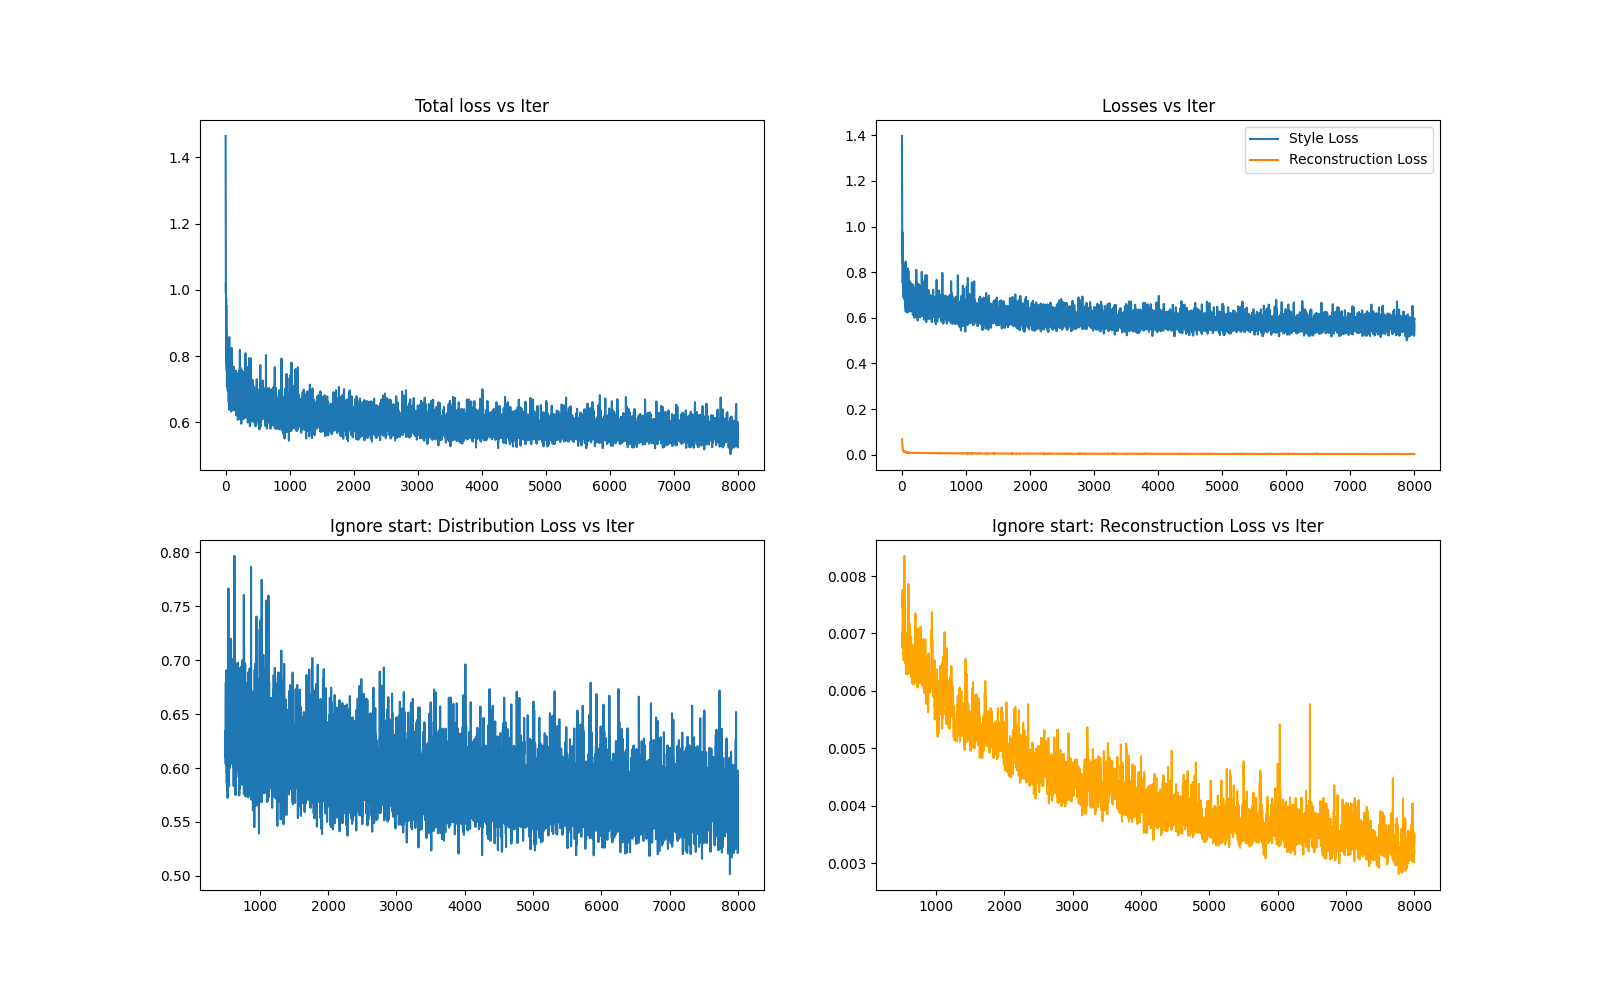 Total loss vs Iter
1.4
1.2
1.0
0.8
0.6
0 1000 2000 3000 4000 5000 6000 7000 8000
Losses vs Iter
Style Loss
Reconstruction Loss
1.4
1.2
1.0
0.8
0.6
0.4
0.2
0.0
0 1000 2000 3000 4000 5000 6000 7000 8000
Ignore start: Distribution Loss vs Iter
0.80
0.75
0.70
0.65
0.60
0.55
0.50
1000 2000 3000 4000 5000 6000 7000 8000
Ignore start: Reconstruction Loss vs Iter
0.008
0.007
0.006
0.005
0.004
0.003
1000 2000 3000 4000 5000 6000 7000 8000